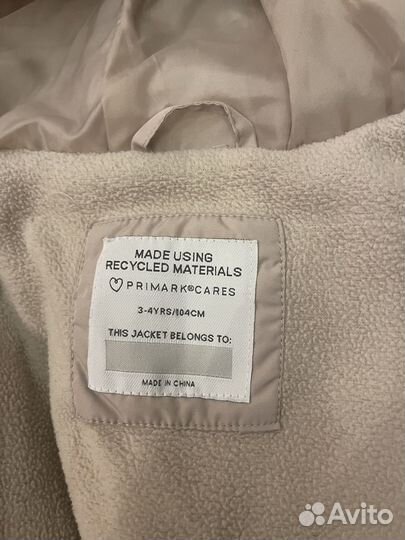 MADE USING
RECYCLED MATERIALS
PRIMARK®CARES
3-4YRS/104CM
THIS JACKET BELONGS TO:
MADE IN CHINA
Avito